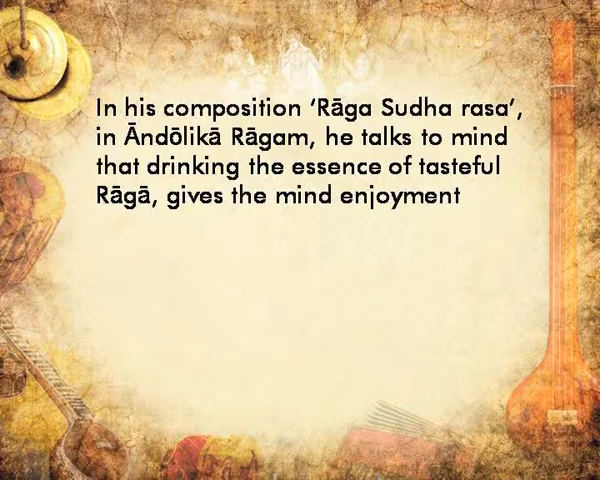 In his composition ‘Rāga Sudha rasa’,
in Āndōlikā Rāgam, he talks to mind
that drinking the essence of tasteful
Rāgā, gives the mind enjoyment